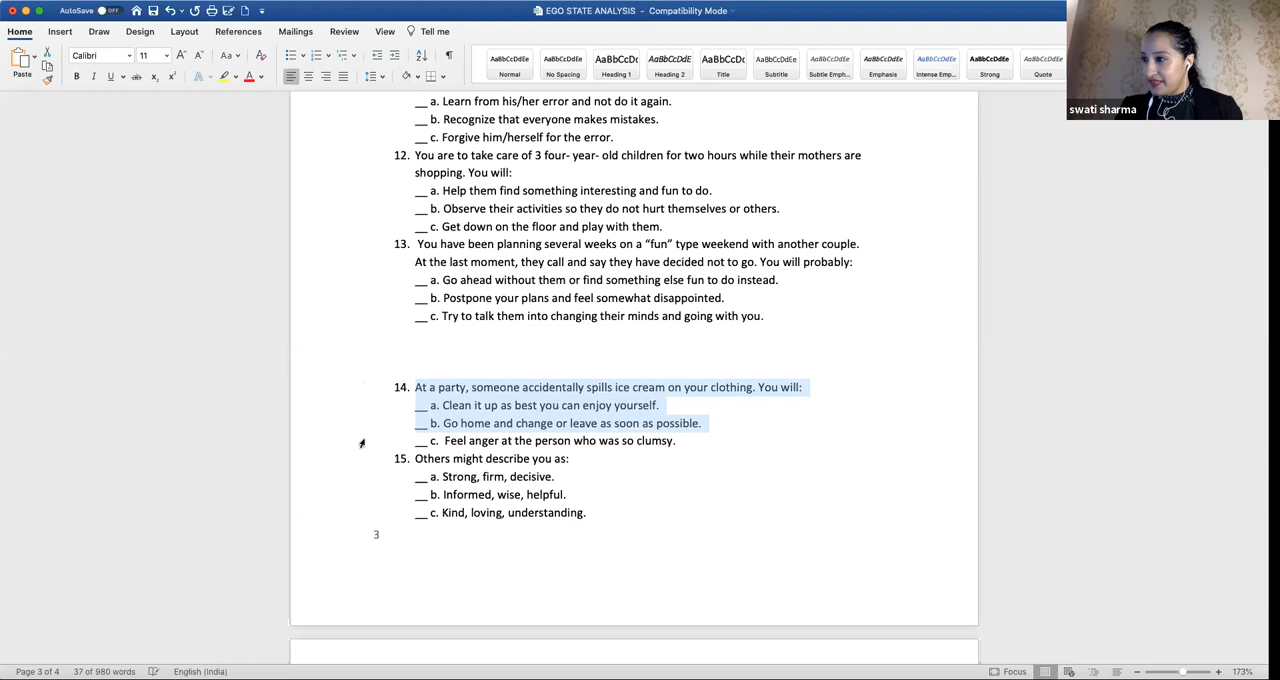 AutoSave OFF
EGO STATE ANALYSIS - Compatibility Mode
Home Insert Draw Design Layout References Mailings Review View Tell me
Paste
Calibri 11
AaBbCcDdEe Normal
AaBbCcDdEe No Spacing
AaBbCcDc Heading 1
AaBbCcDdE Heading 2
AaBbCcDc Title
AaBbCcDdEe Subtitle
AaBbCcDdEe Subtle Emph...
AaBbCcDdEe Emphasis
AaBbCcDdEe Intense Emp...
AaBbCcDdEe Strong
AaBbCcDdEe Quote
swati sharma
__ a. Learn from his/her error and not do it again.
__ b. Recognize that everyone makes mistakes.
__ c. Forgive him/herself for the error.
12. You are to take care of 3 four- year- old children for two hours while their mothers are
shopping. You will:
__ a. Help them find something interesting and fun to do.
__ b. Observe their activities so they do not hurt themselves or others.
__ c. Get down on the floor and play with them.
13. You have been planning several weeks on a “fun” type weekend with another couple.
At the last moment, they call and say they have decided not to go. You will probably:
__ a. Go ahead without them or find something else fun to do instead.
__ b. Postpone your plans and feel somewhat disappointed.
__ c. Try to talk them into changing their minds and going with you.
14. At a party, someone accidentally spills ice cream on your clothing. You will:
__ a. Clean it up as best you can enjoy yourself.
__ b. Go home and change or leave as soon as possible.
__ c. Feel anger at the person who was so clumsy.
15. Others might describe you as:
__ a. Strong, firm, decisive.
__ b. Informed, wise, helpful.
__ c. Kind, loving, understanding.
3
Page 3 of 4 37 of 980 words English (India) Focus 173%